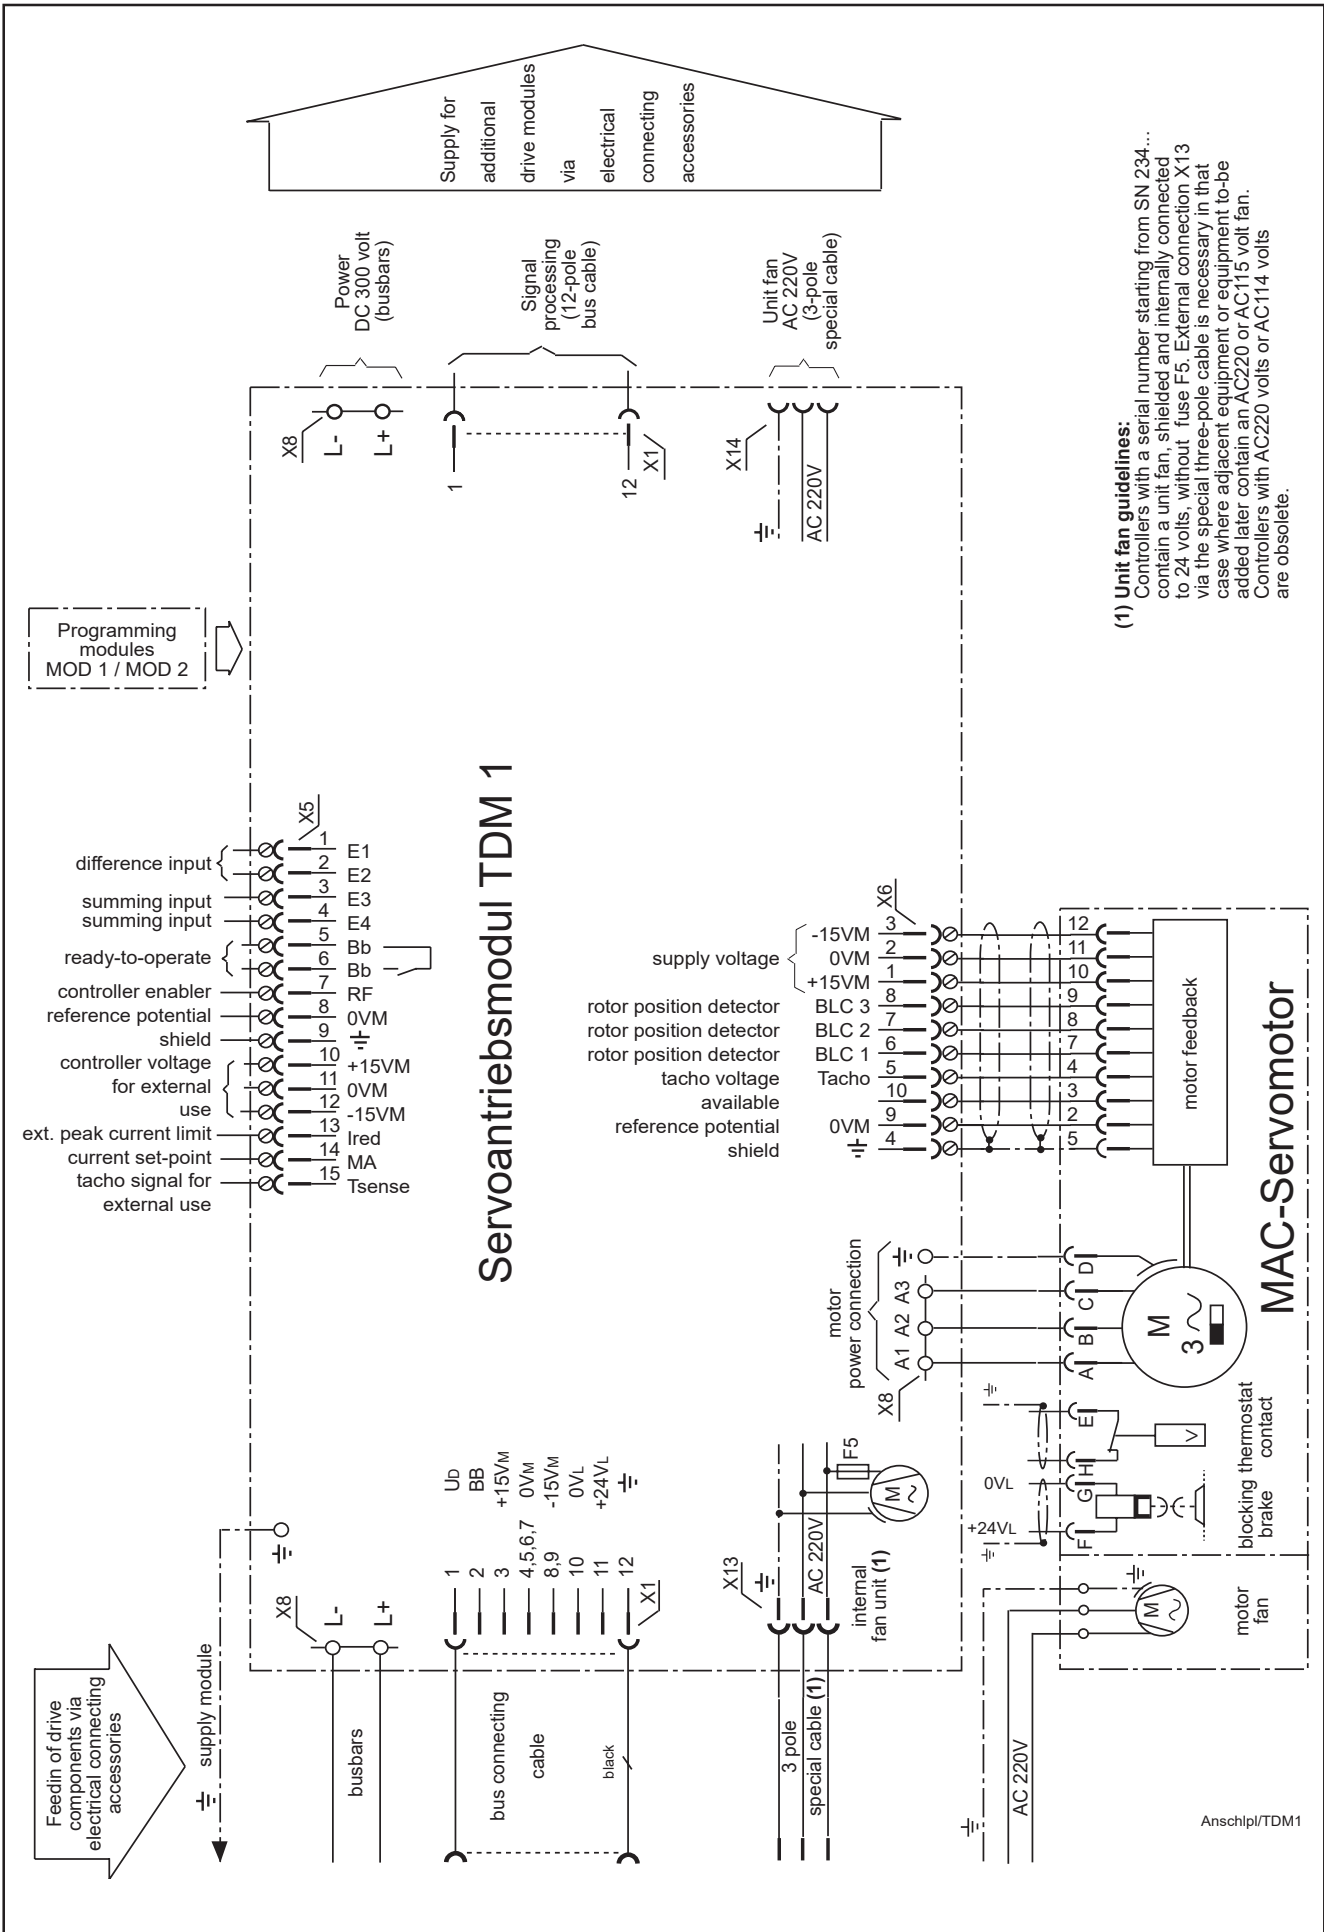 Supply for
additional
drive modules
via
electrical
connecting
accessories
Power
DC 300 volt
(busbars)
Signal
processing
(12-pole
bus cable)
Unit fan
AC 220V
(3-pole
special cable)
X8
L-
L+
1
12
X1
X14
AC 220V
(1) Unit fan guidelines:
Controllers with a serial number starting from SN 234...
contain a unit fan, shielded and internally connected
to 24 volts, without fuse F5. External connection X13
via the special three-pole cable is necessary in that
case where adjacent equipment or equipment to-be
added later contain an AC220 or AC115 volt fan.
Controllers with AC220 volts or AC114 volts
are obsolete.
Programming
modules
MOD 1 / MOD 2
Servoantriebsmodul TDM 1
X5
difference input
1 E1
2 E2
summing input 3 E3
summing input 4 E4
ready-to-operate
5 Bb
6 Bb
controller enabler 7 RF
reference potential 8 0VM
shield 9
controller voltage 10 +15VM
for external 11 0VM
use 12 -15VM
ext. peak current limit 13 Ired
current set-point 14 MA
tacho signal for 15 Tsense
external use
X6
supply voltage
-15VM 3 12
0VM 2 11
+15VM 1 10
rotor position detector BLC 3 8 9
rotor position detector BLC 2 7 8
rotor position detector BLC 1 6 7
tacho voltage Tacho 5 4
available 10 3
reference potential 0VM 9 2
shield 4 5
motor feedback
MAC-Servomotor
motor
power connection
X8
A1 A2 A3
A B C D
M
3
E
H
G
F
0VL
+24VL
V
blocking thermostat
brake contact
M
motor
fan
AC 220V
UD
BB
+15VM
0VM
-15VM
0VL
+24VL
1
2
3
4,5,6,7
8,9
10
11
12
X1
X8
L-
L+
F5
M
X13
AC 220V
internal
fan unit (1)
Feedin of drive
components via
electrical connecting
accessories
supply module
busbars
bus connecting
cable
black
3 pole
special cable (1)
Anschlpl/TDM1